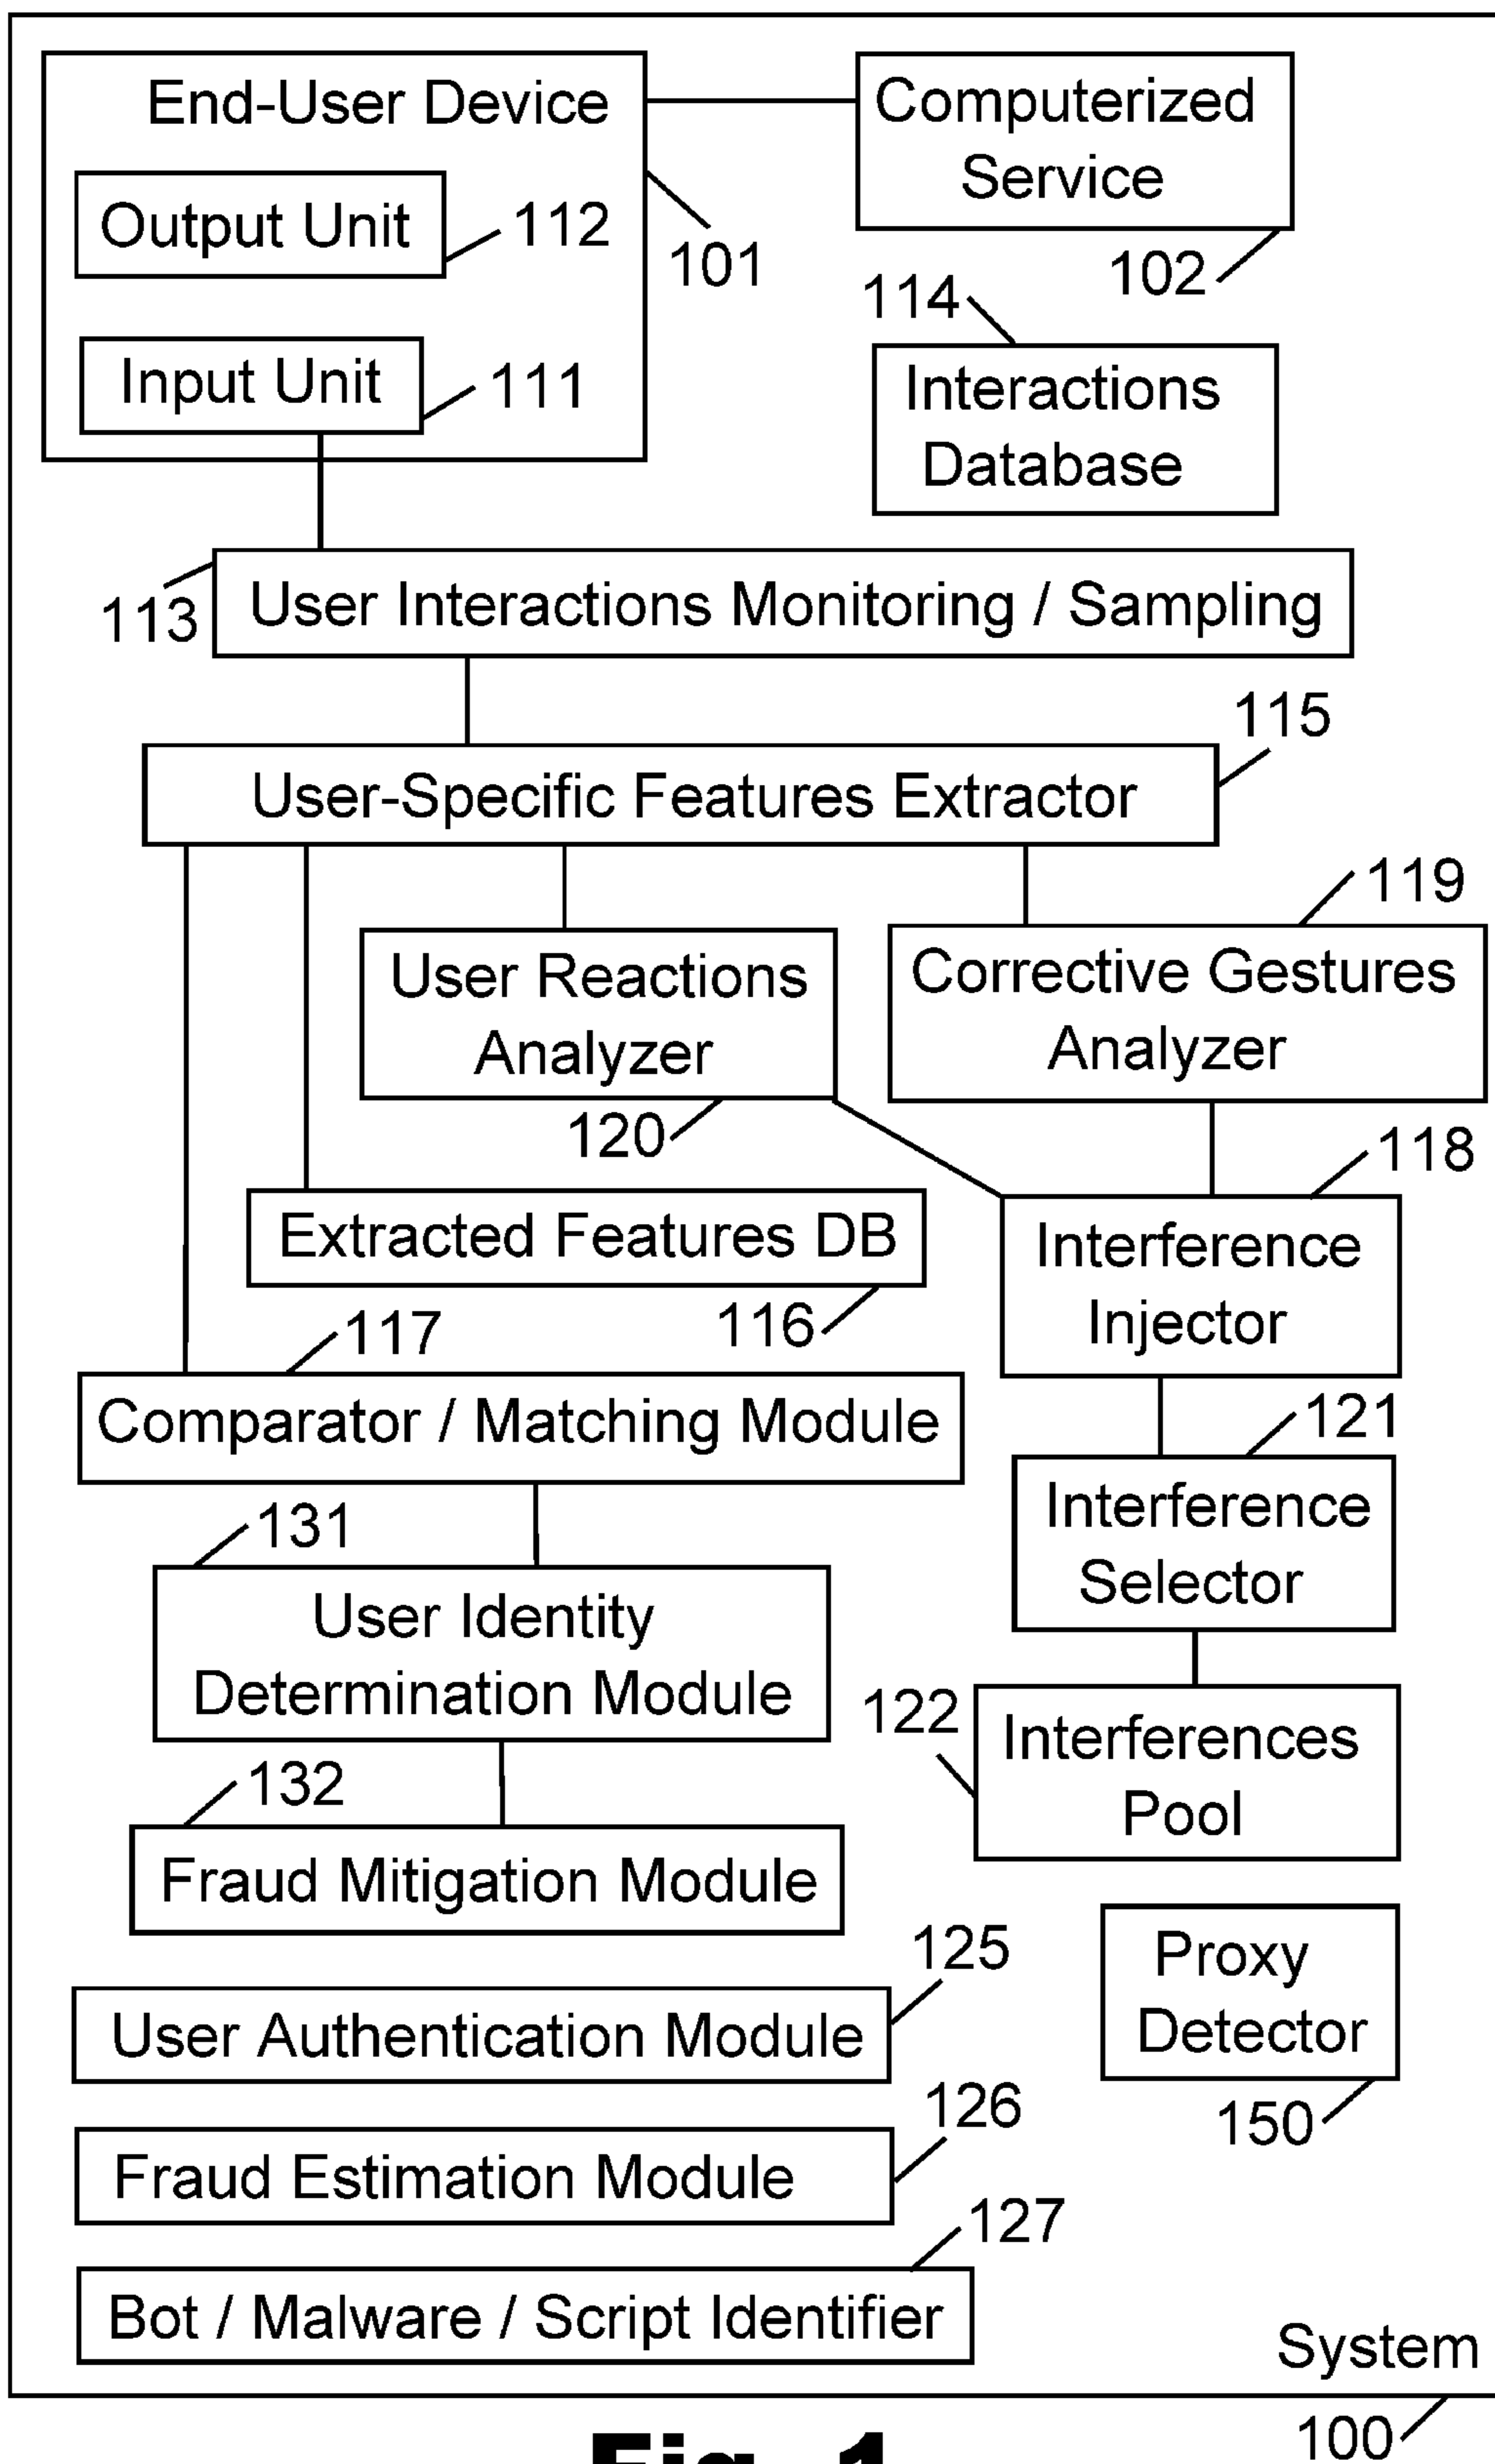 End-User Device
Computerized
Service
Output Unit
112
101
102
114
Input Unit
111
Interactions
Database
113
User Interactions Monitoring / Sampling
115
User-Specific Features Extractor
119
User Reactions
Analyzer
Corrective Gestures
Analyzer
120
118
Extracted Features DB
116
Interference
Injector
117
Comparator / Matching Module
121
131
Interference
Selector
User Identity
Determination Module
122
Interferences
Pool
132
Fraud Mitigation Module
125
Proxy
Detector
150
User Authentication Module
126
Fraud Estimation Module
127
Bot / Malware / Script Identifier
System
100
Fig. 1